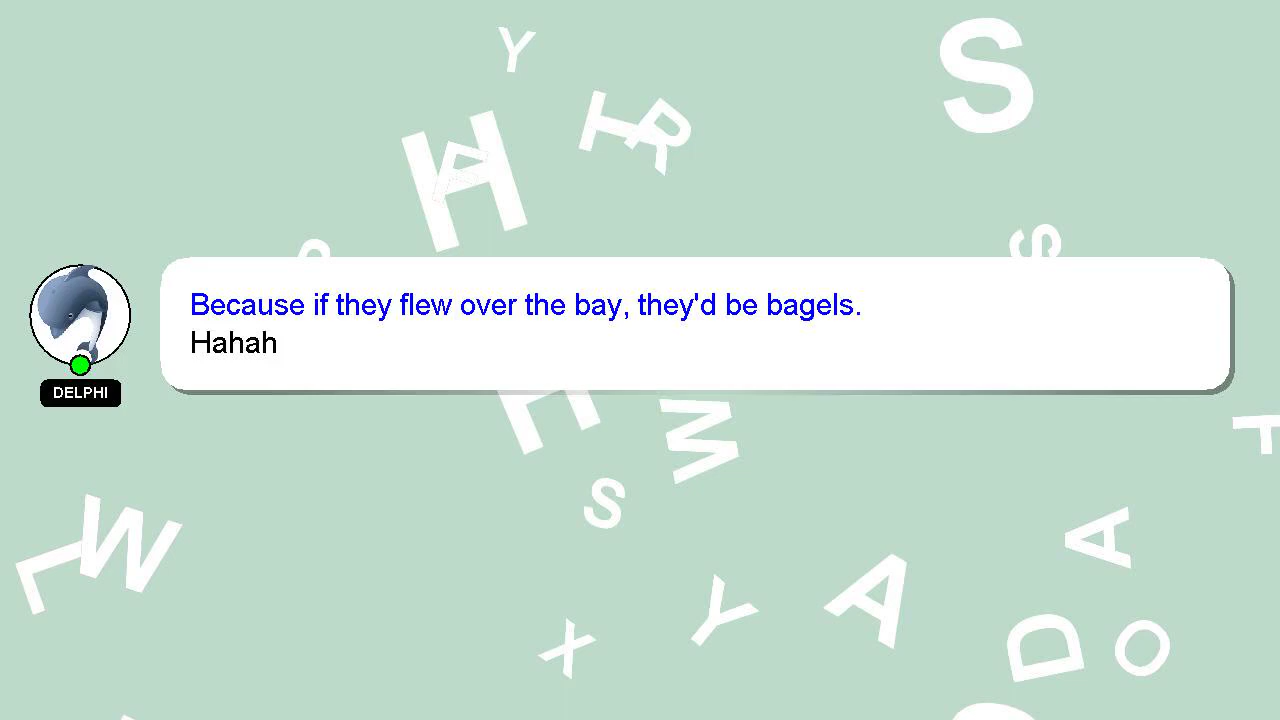 Because if they flew over the bay, they'd be bagels.
Hahah
DELPHI
Y
S
T
R
H
A
S
H
M
S
W
L
A
A
Y
X
D
O